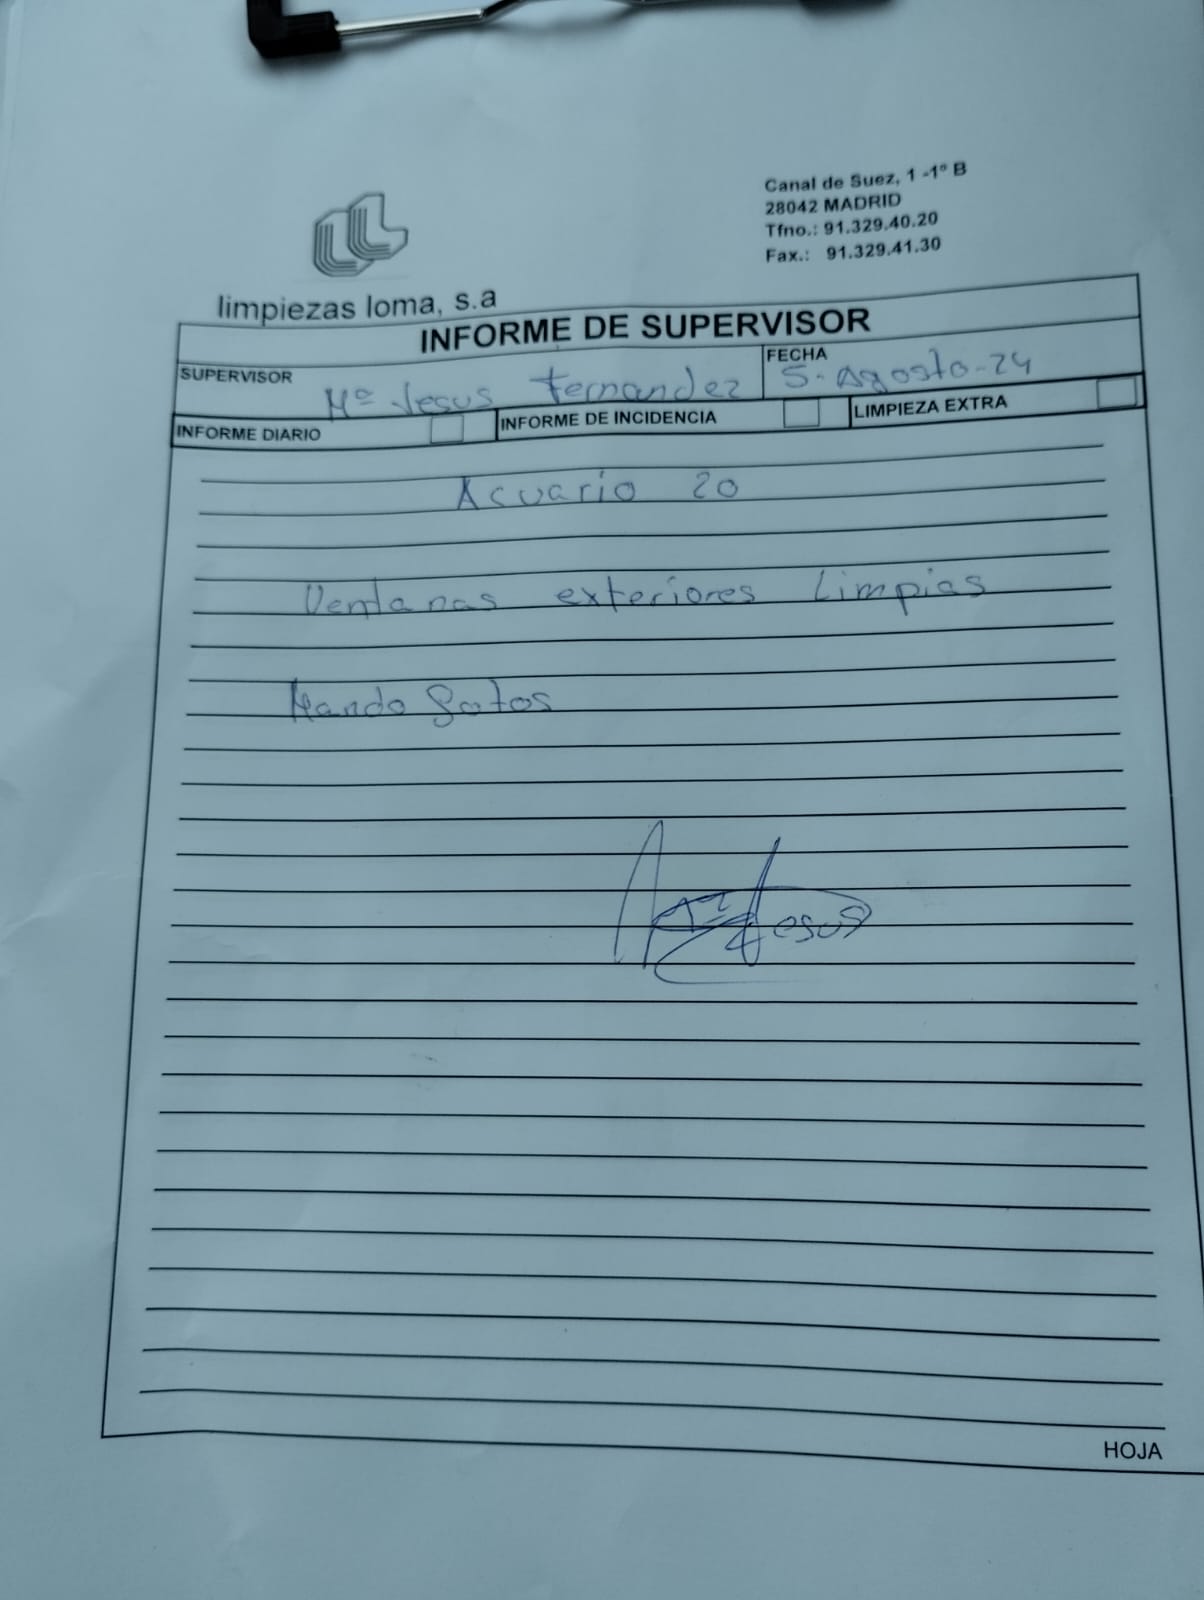 Canal de Suez, 1 -1º B
28042 MADRID
Tfno.: 91.329.40.20
Fax.: 91.329.41.30
limpiezas loma, s.a
INFORME DE SUPERVISOR
SUPERVISOR Mª Jesus Fernandez FECHA 5-Agosto-24
INFORME DIARIO INFORME DE INCIDENCIA LIMPIEZA EXTRA
Acuario 20
Ventanas exteriores Limpias
Mando fotos
Mª Jesus
HOJA